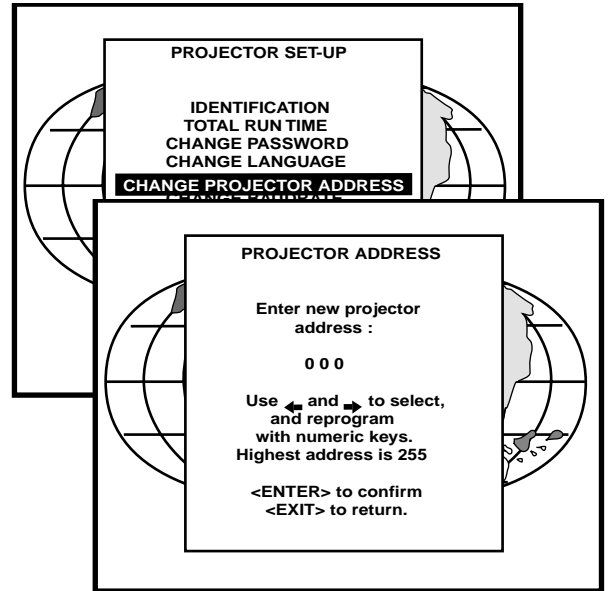 PROJECTOR SET-UP
IDENTIFICATION
TOTAL RUN TIME
CHANGE PASSWORD
CHANGE LANGUAGE
CHANGE PROJECTOR ADDRESS
CHANGE BAUDRATE
PROJECTOR ADDRESS
Enter new projector
address :
0 0 0
Use ← and → to select,
and reprogram
with numeric keys.
Highest address is 255
<ENTER> to confirm
<EXIT> to return.